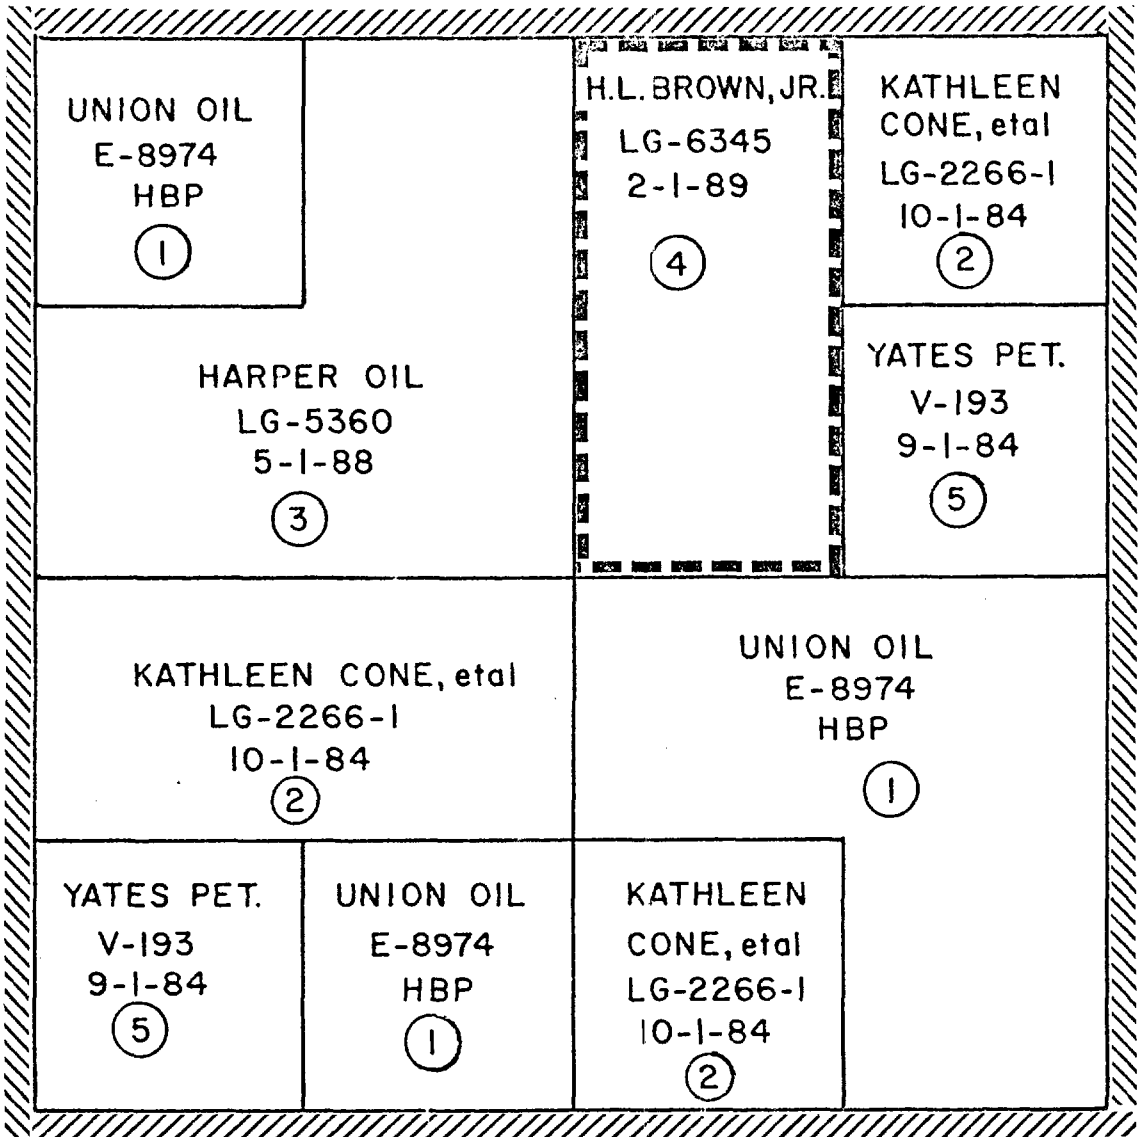 UNION OIL
E-8974
HBP
1
H.L. BROWN, JR.
LG-6345
2-1-89
4
KATHLEEN
CONE, etal
LG-2266-1
10-1-84
2
HARPER OIL
LG-5360
5-1-88
3
YATES PET.
V-193
9-1-84
5
KATHLEEN CONE, etal
LG-2266-1
10-1-84
2
UNION OIL
E-8974
HBP
1
YATES PET.
V-193
9-1-84
5
UNION OIL
E-8974
HBP
1
KATHLEEN
CONE, etal
LG-2266-1
10-1-84
2